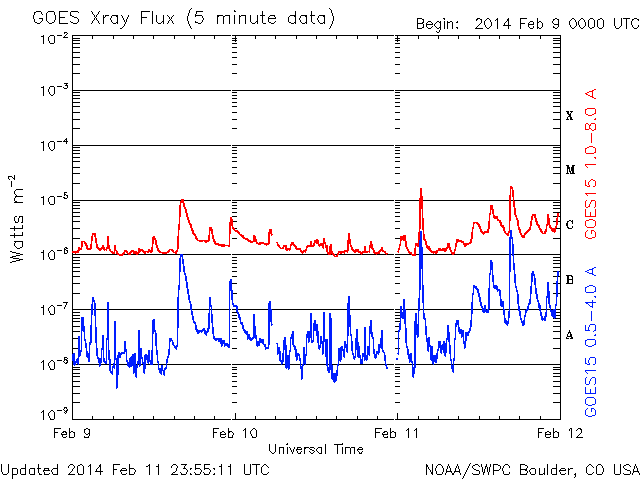 GOES Xray Flux (5 minute data)
Begin: 2014 Feb 9 0000 UTC
10⁻²
10⁻³
10⁻⁴
10⁻⁵
10⁻⁶
10⁻⁷
10⁻⁸
10⁻⁹
Watts m⁻²
X
M
C
B
A
GOES15 1.0-8.0 A
GOES15 0.5-4.0 A
Feb 9
Feb 10
Feb 11
Feb 12
Universal Time
Updated 2014 Feb 11 23:55:11 UTC
NOAA/SWPC Boulder, CO USA